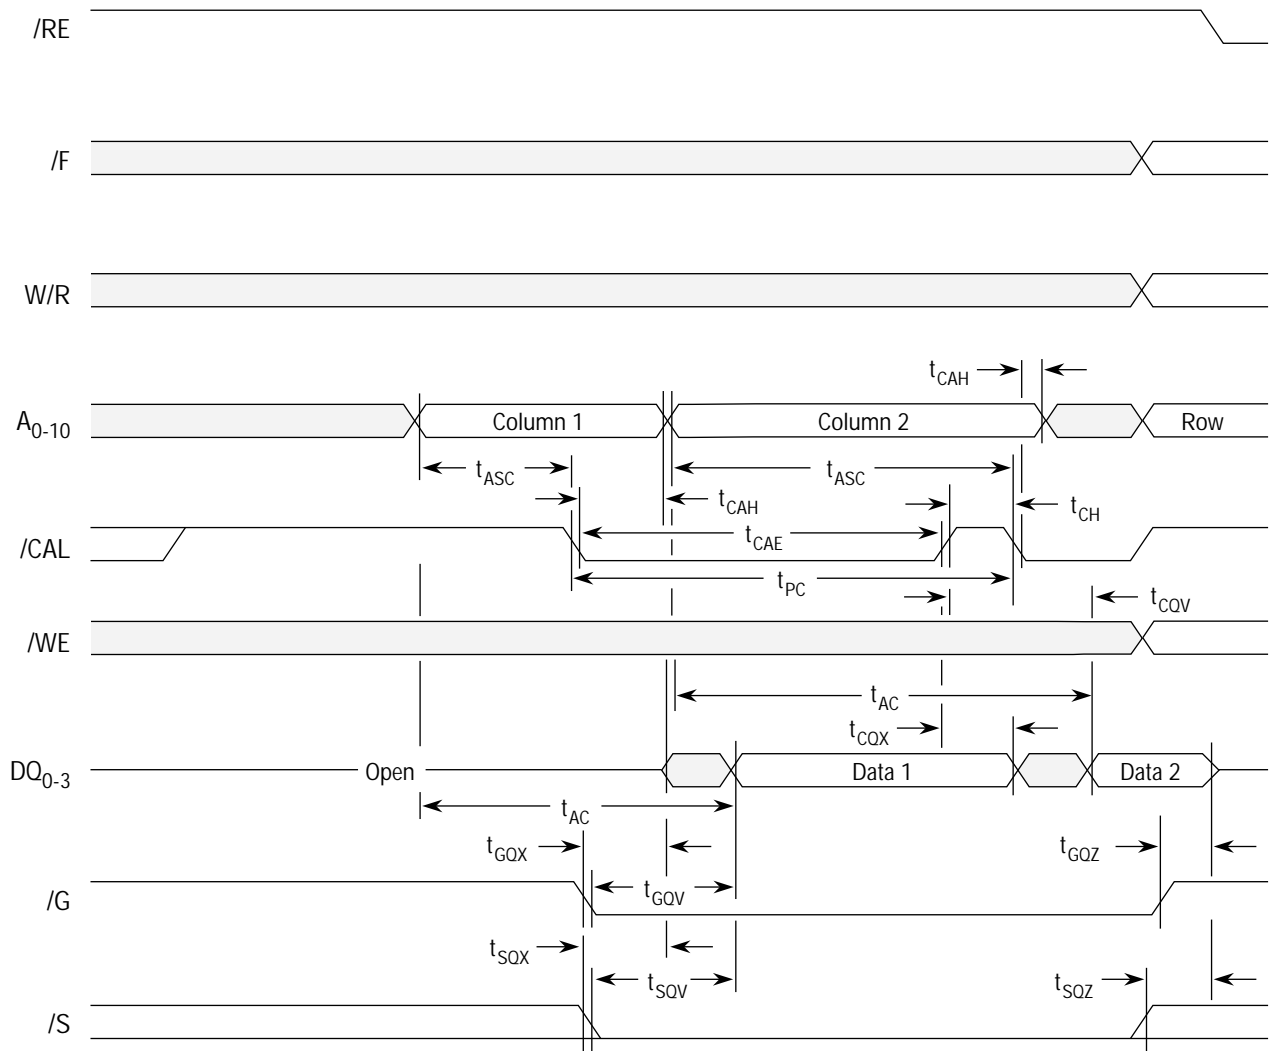 /RE
/F
W/R
tCAH
A0-10
Column 1
Column 2
Row
tASC
tASC
tCAH
tCH
/CAL
tCAE
tPC
tCQV
/WE
tAC
tCQX
DQ0-3
Open
Data 1
Data 2
tAC
tGQX
tGQZ
/G
tGQV
tSQX
tSQV
tSQZ
/S